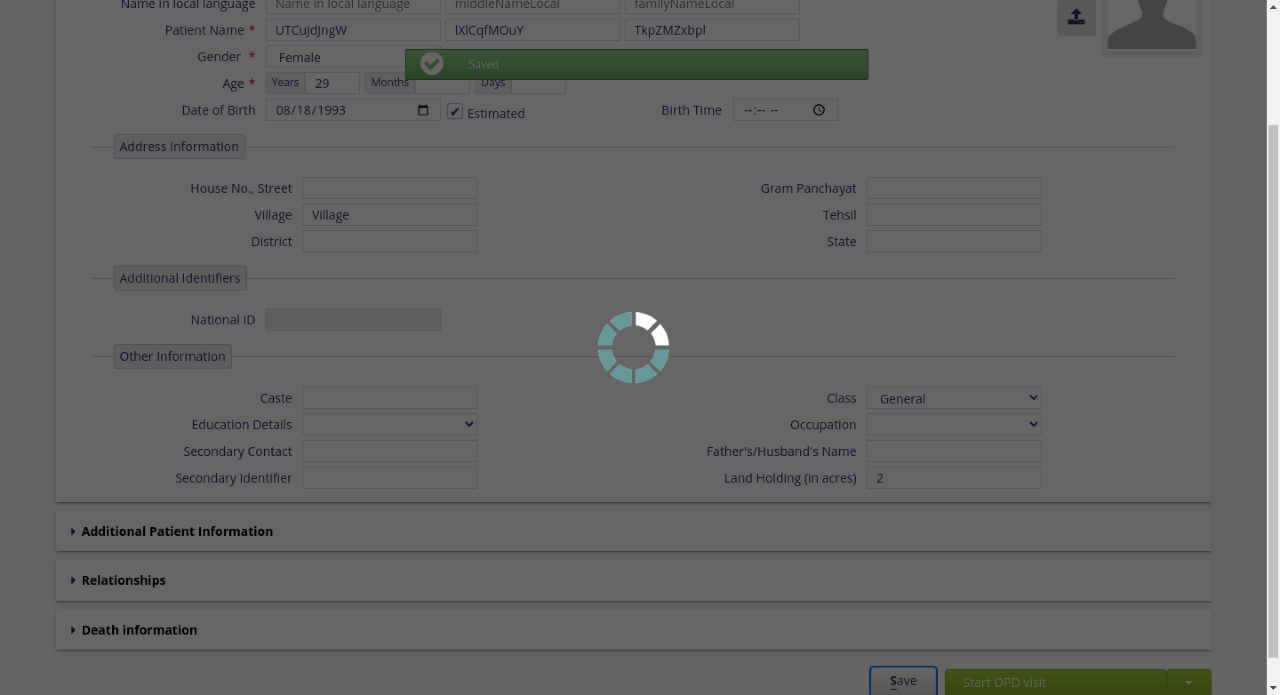 Name in local language Name in local language middleNameLocal familyNameLocal
Patient Name * UTCuJdJngW lXlCqfMOuY TkpZMZxbpl
Gender * Female
Saved
Age * Years 29 Months Days
Date of Birth 08/18/1993 Estimated Birth Time --:-- --
Address Information
House No., Street Gram Panchayat
Village Village Tehsil
District State
Additional Identifiers
National ID
Other Information
Caste Class General
Education Details Occupation
Secondary Contact Father's/Husband's Name
Secondary Identifier Land Holding (in acres) 2
Additional Patient Information
Relationships
Death information
Save Start OPD visit